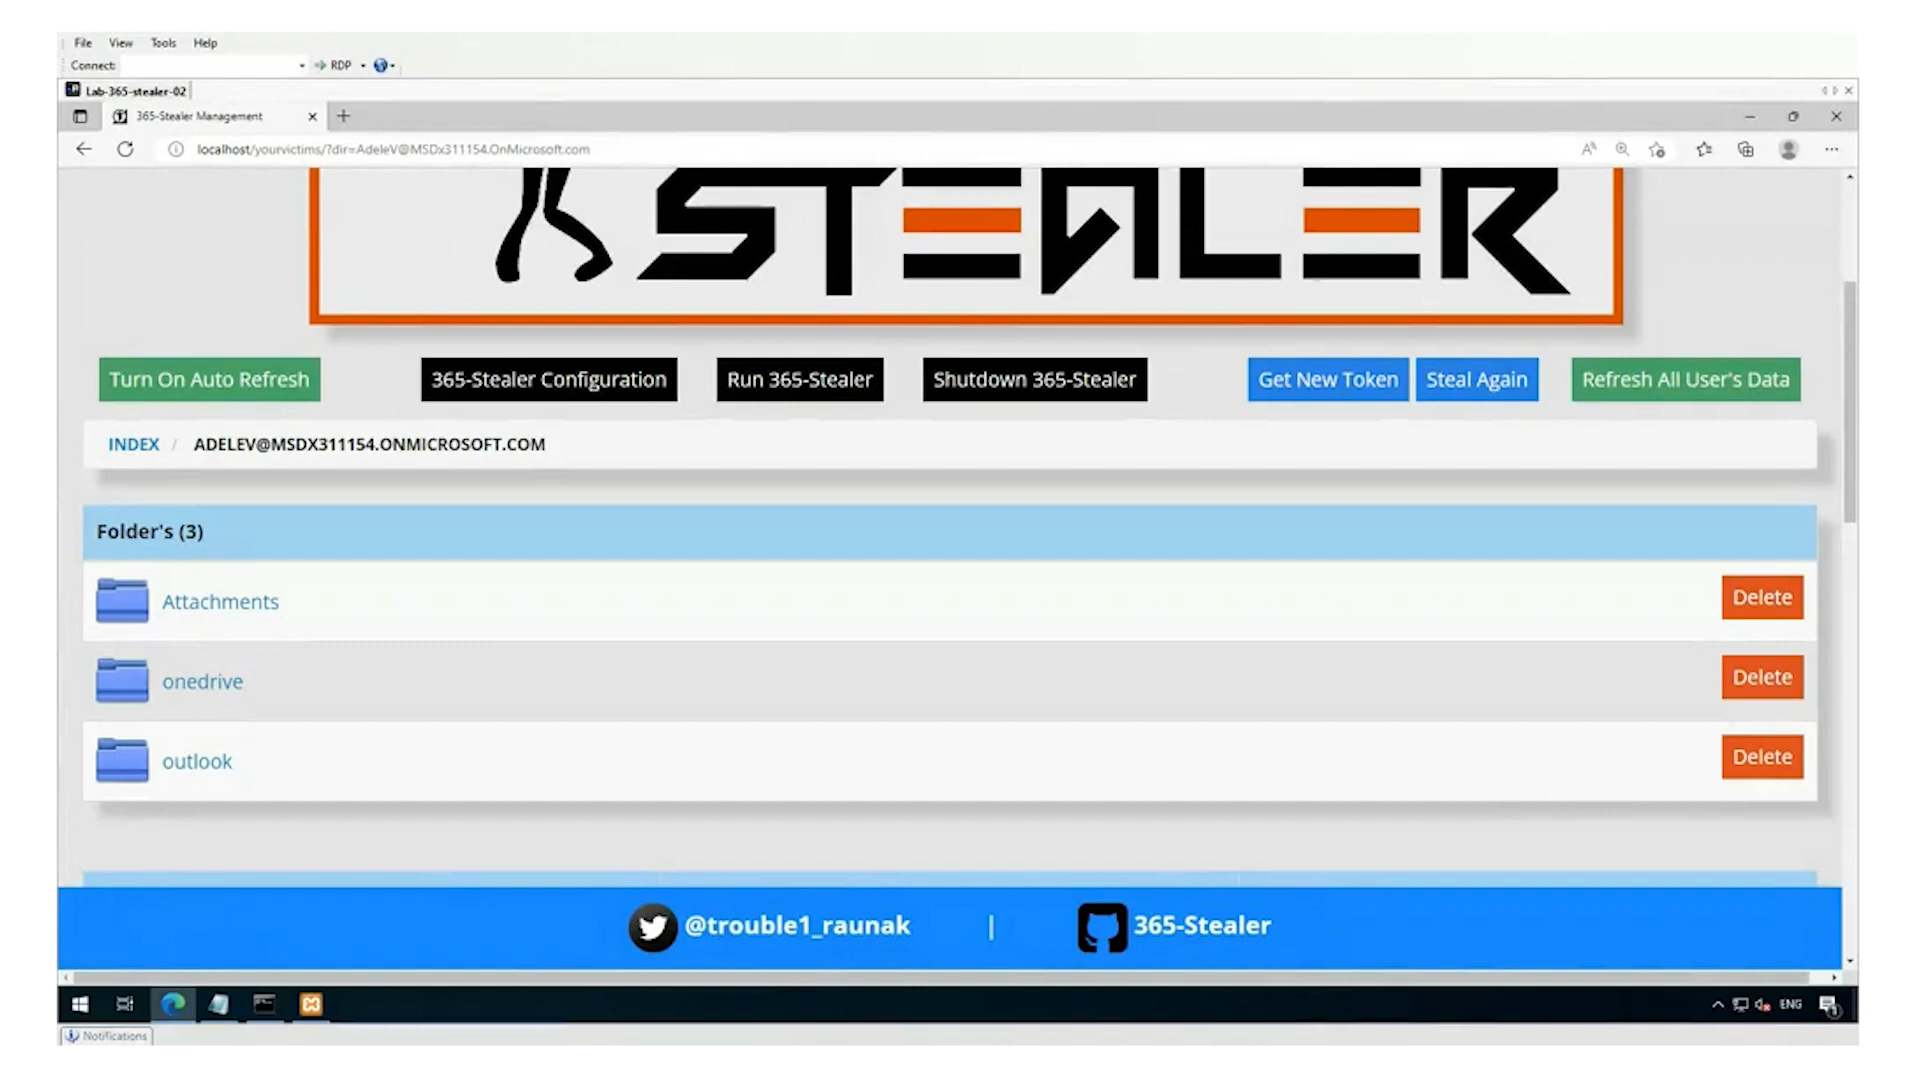 File View Tools Help
Connect: RDP
Lab-365-stealer-02
365-Stealer Management
localhost/yourvictims/?dir=AdeleV@MSDx311154.OnMicrosoft.com
STEALER
Turn On Auto Refresh 365-Stealer Configuration Run 365-Stealer Shutdown 365-Stealer Get New Token Steal Again Refresh All User's Data
INDEX / ADELEV@MSDX311154.ONMICROSOFT.COM
Folder's (3)
Attachments Delete
onedrive Delete
outlook Delete
@trouble1_raunak | 365-Stealer
ENG
Notifications